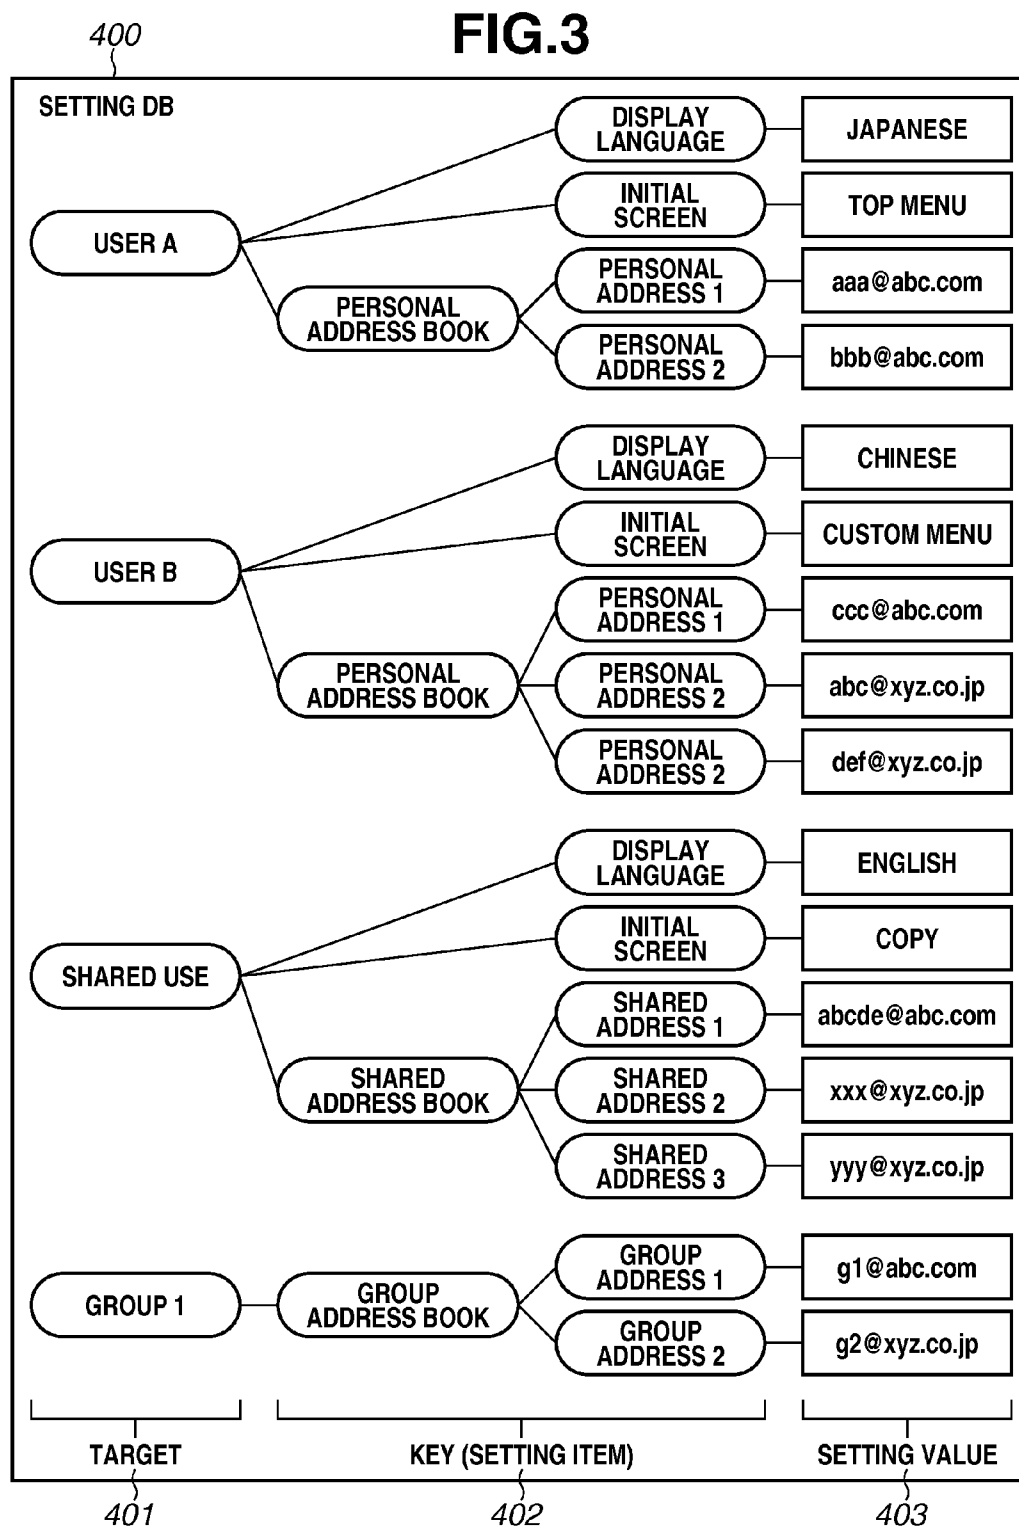 FIG.3
400
SETTING DB
DISPLAY
LANGUAGE
JAPANESE
INITIAL
SCREEN
TOP MENU
USER A
PERSONAL
ADDRESS 1
aaa@abc.com
PERSONAL
ADDRESS BOOK
PERSONAL
ADDRESS 2
bbb@abc.com
DISPLAY
LANGUAGE
CHINESE
INITIAL
SCREEN
CUSTOM MENU
USER B
PERSONAL
ADDRESS 1
ccc@abc.com
PERSONAL
ADDRESS BOOK
PERSONAL
ADDRESS 2
abc@xyz.co.jp
PERSONAL
ADDRESS 2
def@xyz.co.jp
DISPLAY
LANGUAGE
ENGLISH
INITIAL
SCREEN
COPY
SHARED USE
SHARED
ADDRESS 1
abcde@abc.com
SHARED
ADDRESS BOOK
SHARED
ADDRESS 2
xxx@xyz.co.jp
SHARED
ADDRESS 3
yyy@xyz.co.jp
GROUP 1
GROUP
ADDRESS BOOK
GROUP
ADDRESS 1
g1@abc.com
GROUP
ADDRESS 2
g2@xyz.co.jp
TARGET
KEY (SETTING ITEM)
SETTING VALUE
401
402
403